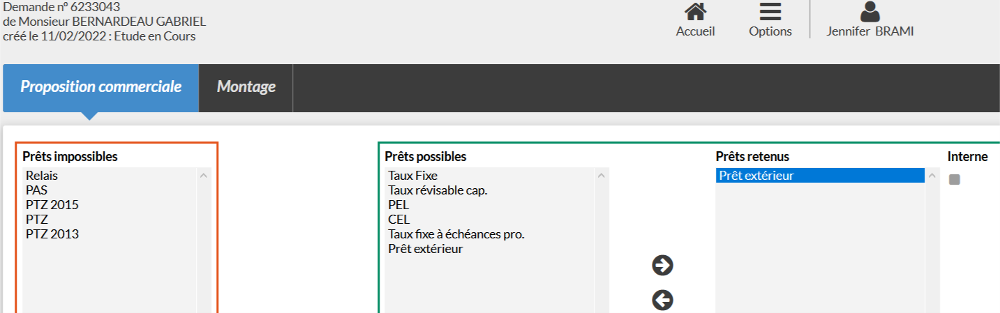 Demande nº 6233043
de Monsieur BERNARDEAU GABRIEL
créé le 11/02/2022 : Etude en Cours
Accueil
Options
Jennifer BRAMI
Proposition commerciale
Montage
Prêts impossibles
Relais
PAS
PTZ 2015
PTZ
PTZ 2013
Prêts possibles
Taux Fixe
Taux révisable cap.
PEL
CEL
Taux fixe à échéances pro.
Prêt extérieur
Prêts retenus
Prêt extérieur
Interne